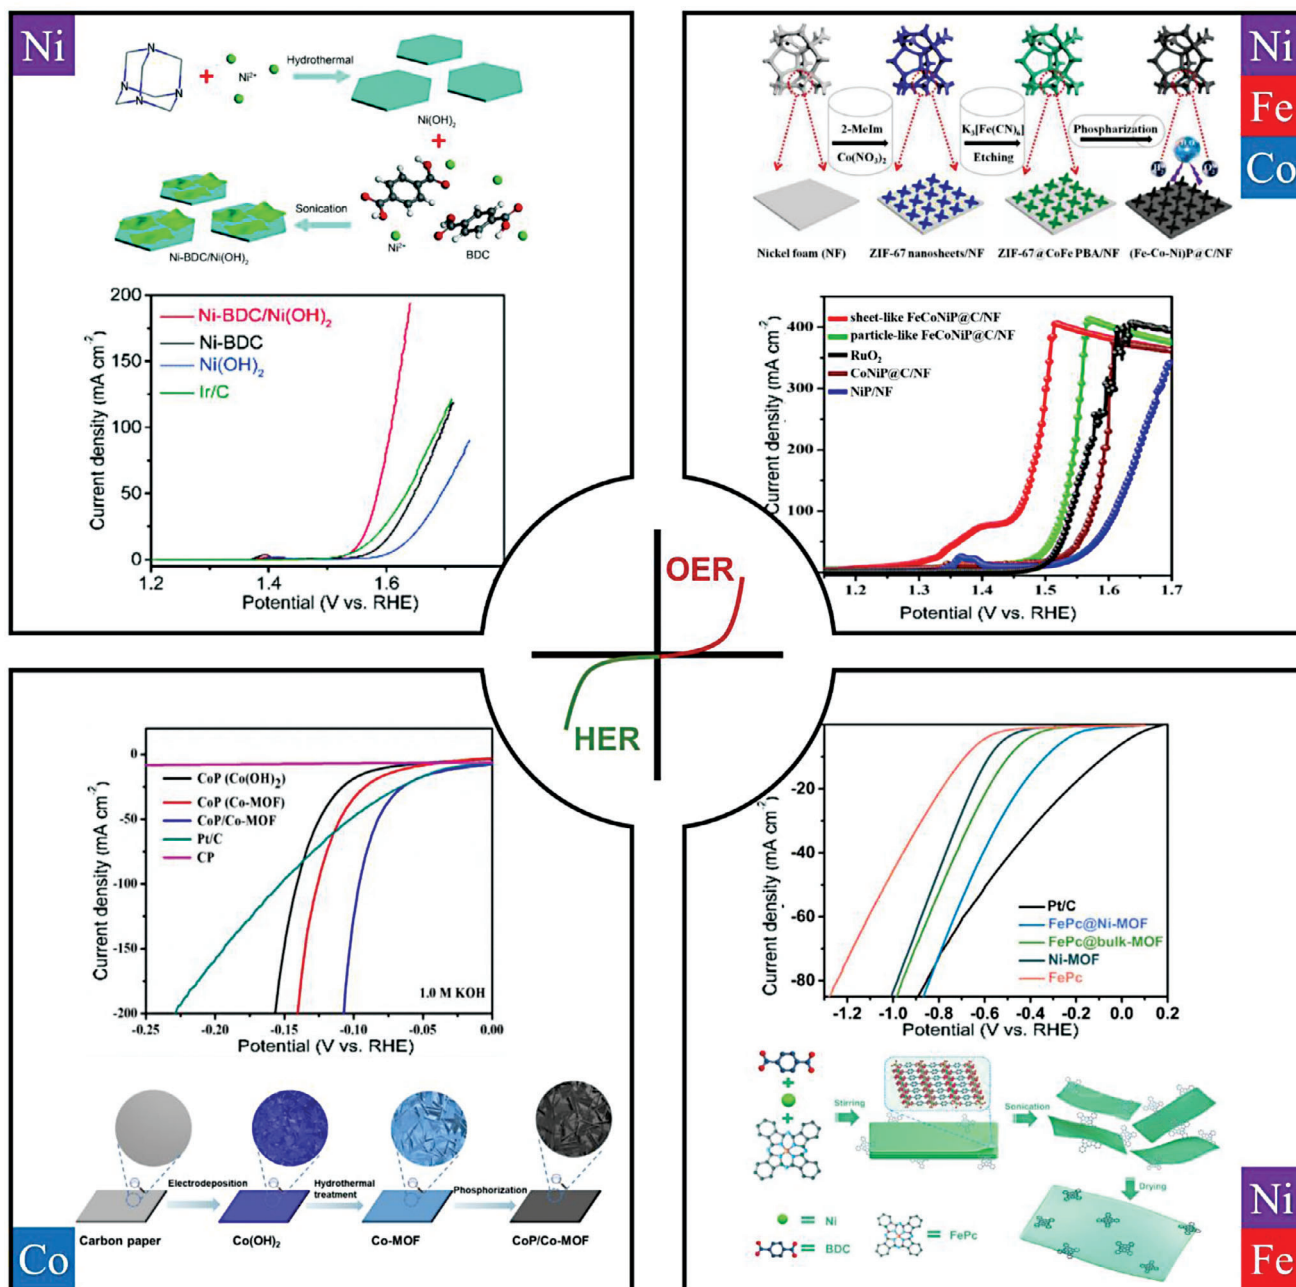 Ni
N
N
N
N
+
Ni²⁺
Hydrothermal
Ni(OH)₂
+
Sonication
Ni²⁺
BDC
Ni-BDC/Ni(OH)₂
200
150
100
50
0
Current density (mA cm⁻²)
Ni-BDC/Ni(OH)₂
Ni-BDC
Ni(OH)₂
Ir/C
1.2
1.4
1.6
Potential (V vs. RHE)
Ni
Fe
Co
2-MeIm
Co(NO₃)₂
K₃[Fe(CN)₆]
Etching
Phospharization
H₂O
Nickel foam (NF)
ZIF-67 nanosheets/NF
ZIF-67@CoFe PBA/NF
(Fe-Co-Ni)P@C/NF
400
300
200
100
Current density (mA cm⁻²)
sheet-like FeCoNiP@C/NF
particle-like FeCoNiP@C/NF
RuO₂
CoNiP@C/NF
NiP/NF
1.2
1.3
1.4
1.5
1.6
1.7
Potential (V vs. RHE)
OER
HER
0
-50
-100
-150
-200
Current density (mA cm⁻²)
CoP (Co(OH)₂)
CoP (Co-MOF)
CoP/Co-MOF
Pt/C
CP
1.0 M KOH
-0.25
-0.20
-0.15
-0.10
-0.05
0.00
Potential (V vs. RHE)
Electrodeposition
Hydrothermal
treatment
Phosphorization
Carbon paper
Co(OH)₂
Co-MOF
CoP/Co-MOF
Co
-20
-40
-60
-80
Current density (mA cm⁻²)
Pt/C
FePc@Ni-MOF
FePc@bulk-MOF
Ni-MOF
FePc
-1.2
-1.0
-0.8
-0.6
-0.4
-0.2
0.0
0.2
Potential (V vs. RHE)
+
+
Stirring
Sonication
Drying
= Ni
= BDC
= FePc
Ni
Fe